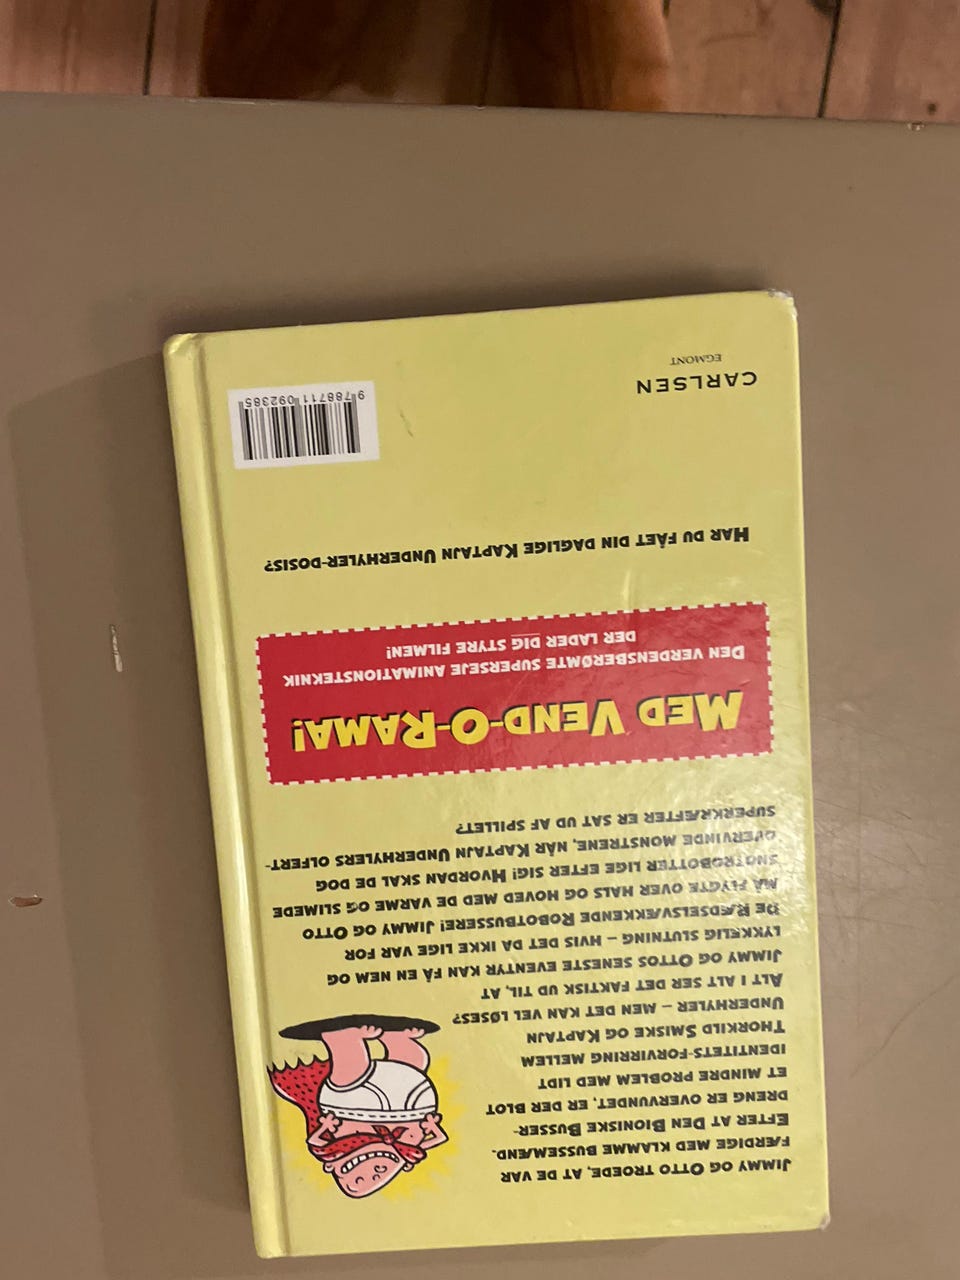 JIMMY OG OTTO TROEDE, AT DE VAR
FÆRDIGE MED KLAMME BUSSEMÆND.
EFTER AT DEN BIONISKE BUSSER-
DRENG ER OVERVUNDET, ER DER BLOT
ET MINDRE PROBLEM MED LIDT
IDENTITETS-FORVIRRING MELLEM
THORKILD SMISKE OG KAPTAJN
UNDERHYLER – MEN DET KAN VEL LØSES?
ALT I ALT SER DET FAKTISK UD TIL, AT
JIMMY OG OTTOS SENESTE EVENTYR KAN FÅ EN NEM OG
LYKKELIG SLUTNING – HVIS DET DA IKKE LIGE VAR FOR
DE RÆDSELSVÆKKENDE ROBOTBUSSERE! JIMMY OG OTTO
MÅ FLYGTE OVER HALS OG HOVED MED DE VARME OG SLIMEDE
SNOTROBOTTER LIGE EFTER SIG! HVORDAN SKAL DE DOG
OVERVINDE MONSTRENE, NÅR KAPTAJN UNDERHYLERS OLFERT-
SUPERKRÆFTER ER SAT UD AF SPILLET?
MED VEND-O-RAMA!
DEN VERDENSBERØMTE SUPERSEJE ANIMATIONSTEKNIK
DER LADER DIG STYRE FILMEN!
HAR DU FÅET DIN DAGLIGE KAPTAJN UNDERHYLER-DOSIS?
CARLSEN
EGMONT
9 788711 092385